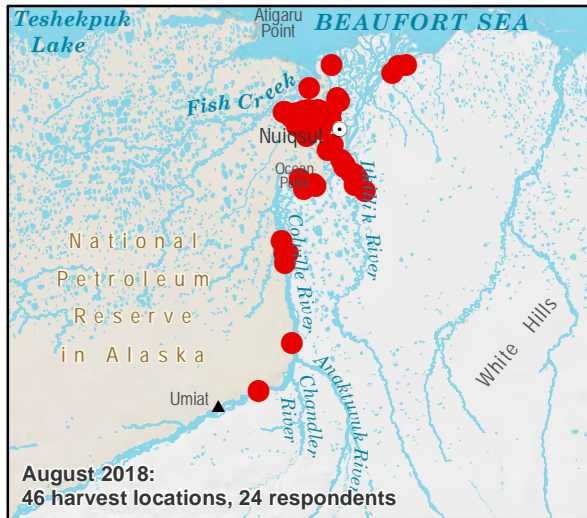 Teshekpuk
Lake
Atigaru
Point
BEAUFORT SEA
Fish Creek
Nuiqsut
Ocean
Point
Itkillik River
Colville River
National
Petroleum
Reserve
in Alaska
White Hills
Umiat
Chandler
River
Anaktuvuk River
August 2018:
46 harvest locations, 24 respondents